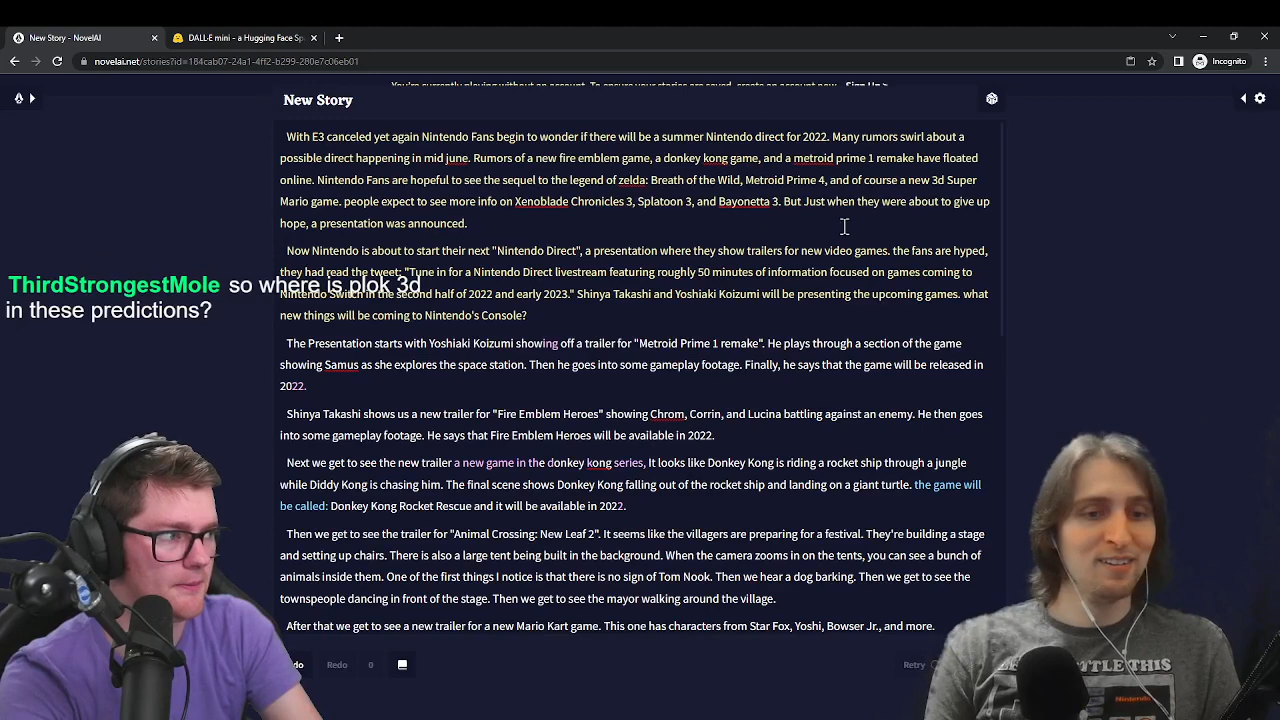 New Story - NovelAI
DALL·E mini - a Hugging Face Sp
novelai.net/stories?id=184cab07-24a1-4ff2-b299-280e7c06eb01
Incognito
You're currently playing without an account. To ensure your stories are saved, create an account now! Sign Up >
New Story
With E3 canceled yet again Nintendo Fans begin to wonder if there will be a summer Nintendo direct for 2022. Many rumors swirl about a
possible direct happening in mid june. Rumors of a new fire emblem game, a donkey kong game, and a metroid prime 1 remake have floated
online. Nintendo Fans are hopeful to see the sequel to the legend of zelda: Breath of the Wild, Metroid Prime 4, and of course a new 3d Super
Mario game. people expect to see more info on Xenoblade Chronicles 3, Splatoon 3, and Bayonetta 3. But Just when they were about to give up
hope, a presentation was announced.
Now Nintendo is about to start their next "Nintendo Direct", a presentation where they show trailers for new video games. the fans are hyped,
they had read the tweet: "Tune in for a Nintendo Direct livestream featuring roughly 50 minutes of information focused on games coming to
Nintendo Switch in the second half of 2022 and early 2023." Shinya Takashi and Yoshiaki Koizumi will be presenting the upcoming games. what
new things will be coming to Nintendo's Console?
ThirdStrongestMole so where is plok 3d
in these predictions?
The Presentation starts with Yoshiaki Koizumi showing off a trailer for "Metroid Prime 1 remake". He plays through a section of the game
showing Samus as she explores the space station. Then he goes into some gameplay footage. Finally, he says that the game will be released in
2022.
Shinya Takashi shows us a new trailer for "Fire Emblem Heroes" showing Chrom, Corrin, and Lucina battling against an enemy. He then goes
into some gameplay footage. He says that Fire Emblem Heroes will be available in 2022.
Next we get to see the new trailer a new game in the donkey kong series, It looks like Donkey Kong is riding a rocket ship through a jungle
while Diddy Kong is chasing him. The final scene shows Donkey Kong falling out of the rocket ship and landing on a giant turtle. the game will
be called: Donkey Kong Rocket Rescue and it will be available in 2022.
Then we get to see the trailer for "Animal Crossing: New Leaf 2". It seems like the villagers are preparing for a festival. They're building a stage
and setting up chairs. There is also a large tent being built in the background. When the camera zooms in on the tents, you can see a bunch of
animals inside them. One of the first things I notice is that there is no sign of Tom Nook. Then we hear a dog barking. Then we get to see the
townspeople dancing in front of the stage. Then we get to see the mayor walking around the village.
After that we get to see a new trailer for a new Mario Kart game. This one has characters from Star Fox, Yoshi, Bowser Jr., and more.
do
Redo
0
Retry
TLE THIS
Nintendo